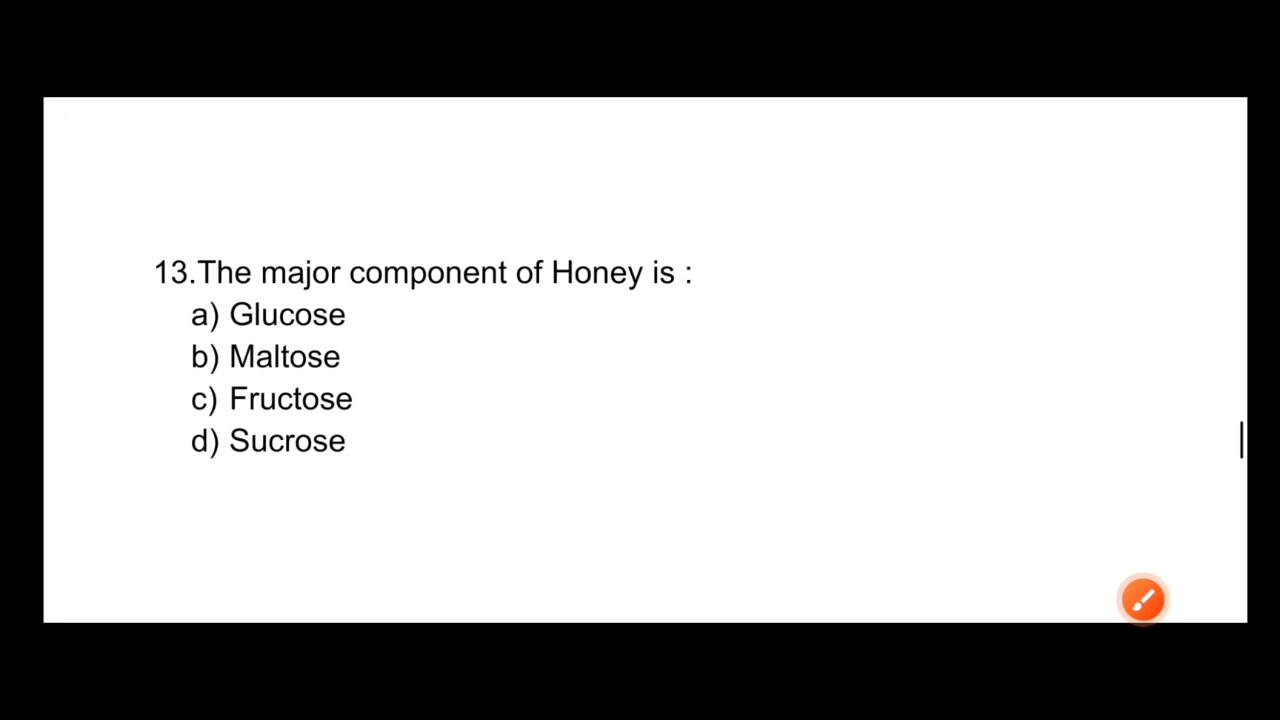 13.The major component of Honey is :
a) Glucose
b) Maltose
c) Fructose
d) Sucrose